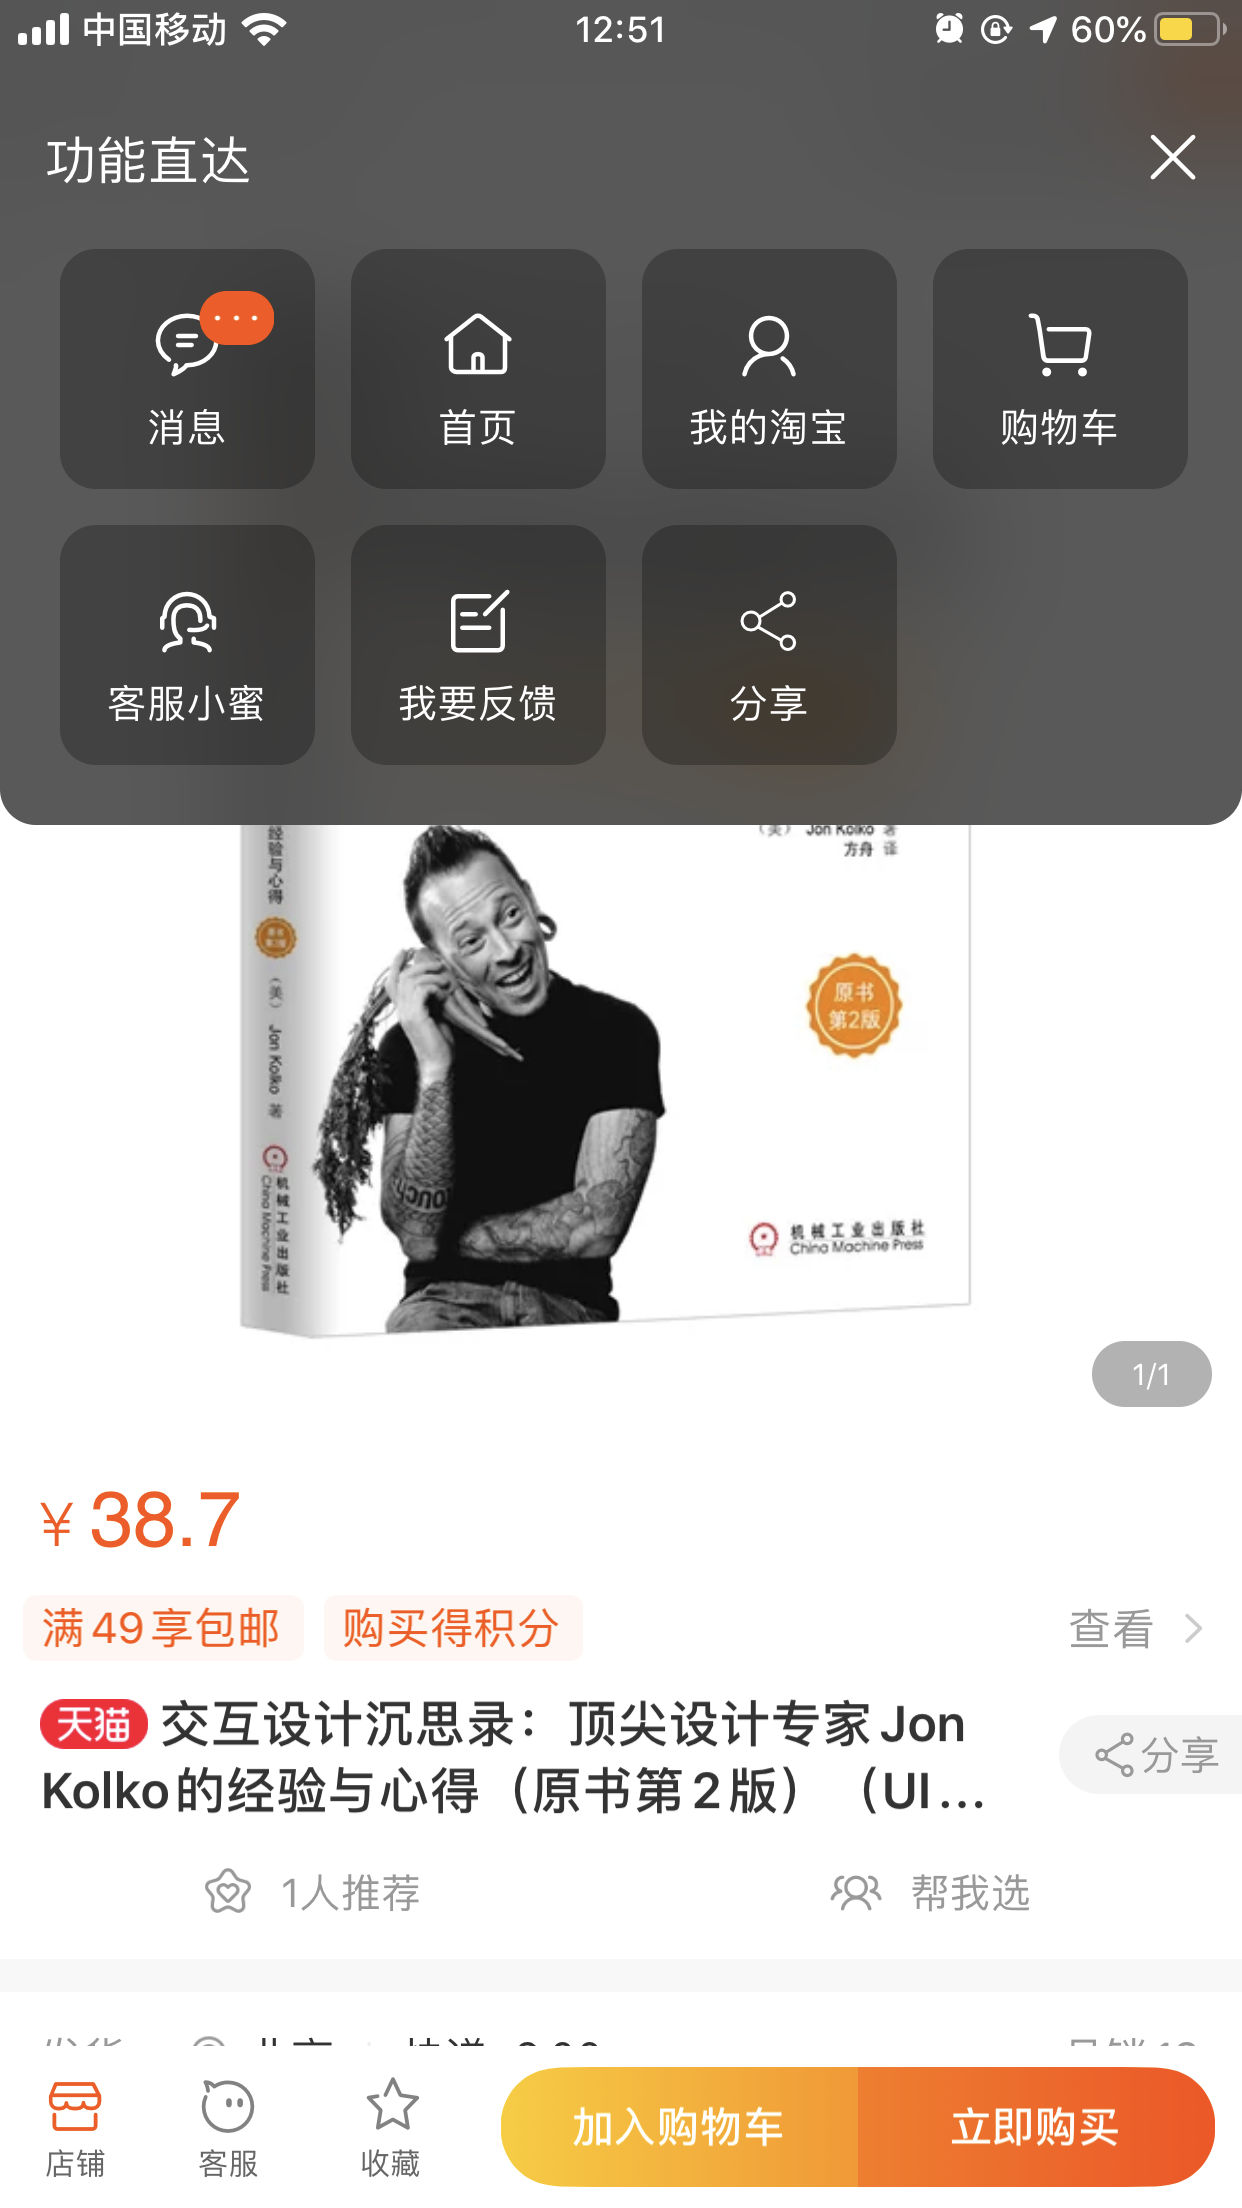 中国移动
12:51
60%
功能直达
消息
首页
我的淘宝
购物车
客服小蜜
我要反馈
分享
经验与心得
原书
第2版
（美） Jon Kolko 著
机械工业出版社
China Machine Press
（美） Jon Kolko 著
方舟 译
原书
第2版
机械工业出版社
China Machine Press
1/1
¥ 38.7
满49享包邮
购买得积分
查看
天猫 交互设计沉思录：顶尖设计专家Jon
Kolko的经验与心得（原书第2版）（UI...
分享
1人推荐
帮我选
店铺
客服
收藏
加入购物车
立即购买